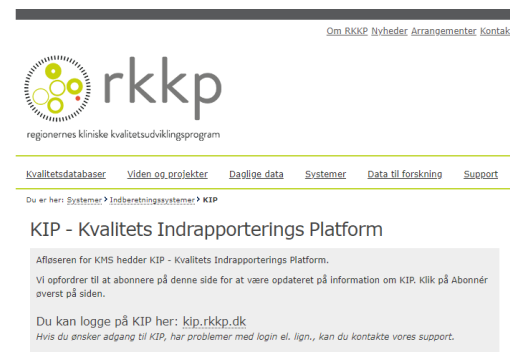 Om RKKP Nyheder Arrangementer Kontak
rkkp
regionernes kliniske kvalitetsudviklingsprogram
Kvalitetsdatabaser Viden og projekter Daglige data Systemer Data til forskning Support
Du er her: Systemer > Indberetningssystemer > KIP
KIP - Kvalitets Indrapporterings Platform
Afløseren for KMS hedder KIP - Kvalitets Indrapporterings Platform.
Vi opfordrer til at abonnere på denne side for at være opdateret på information om KIP. Klik på Abonnér
øverst på siden.
Du kan logge på KIP her: kip.rkkp.dk
Hvis du ønsker adgang til KIP, har problemer med login el. lign., kan du kontakte vores support.